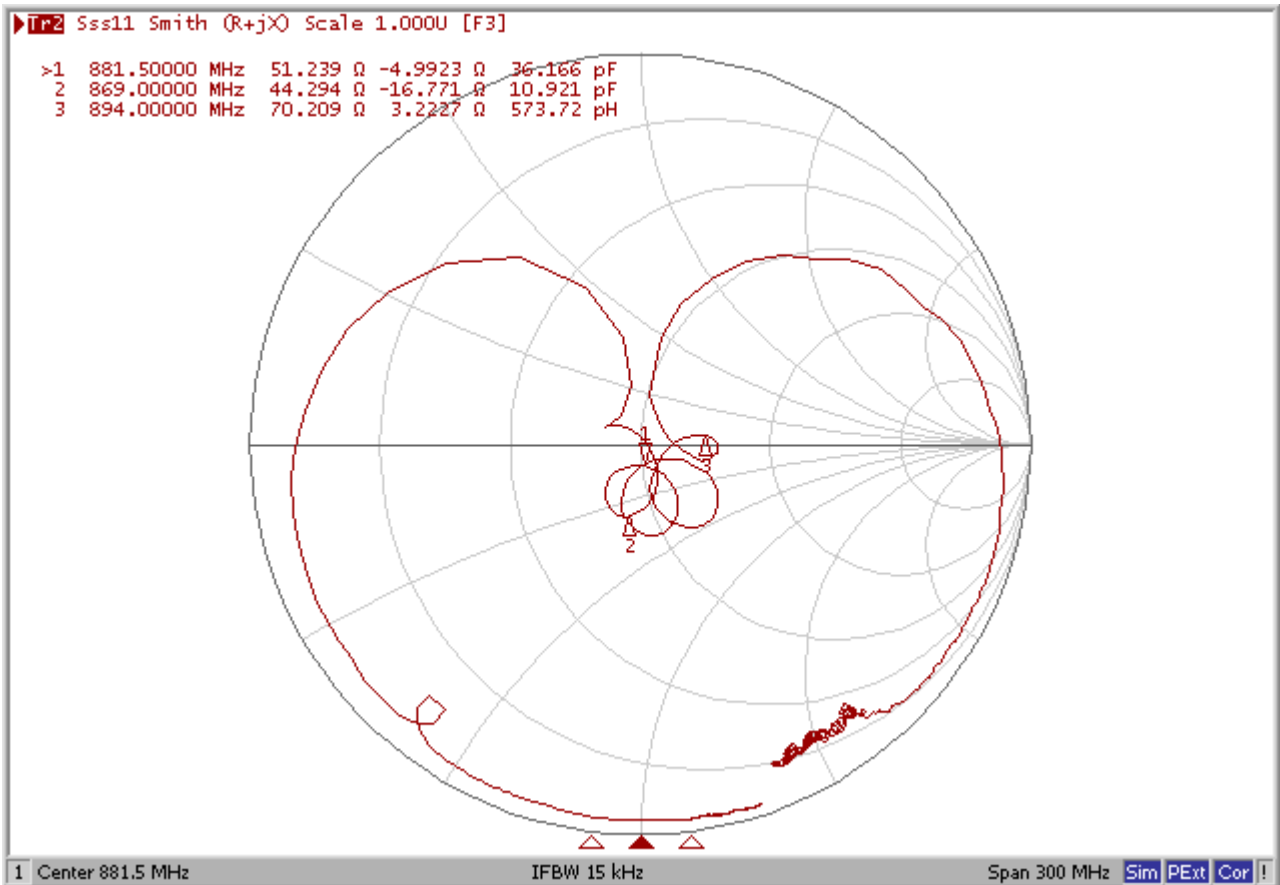 Tr2 Sss11 Smith (R+jX) Scale 1.000U [F3]
>1 881.50000 MHz 51.239 Ω -4.9923 Ω 36.166 pF
2 869.00000 MHz 44.294 Ω -16.771 Ω 10.921 pF
3 894.00000 MHz 70.209 Ω 3.2227 Ω 573.72 pH
1
3
2
1 Center 881.5 MHz IFBW 15 kHz Span 300 MHz Sim PExt Cor !